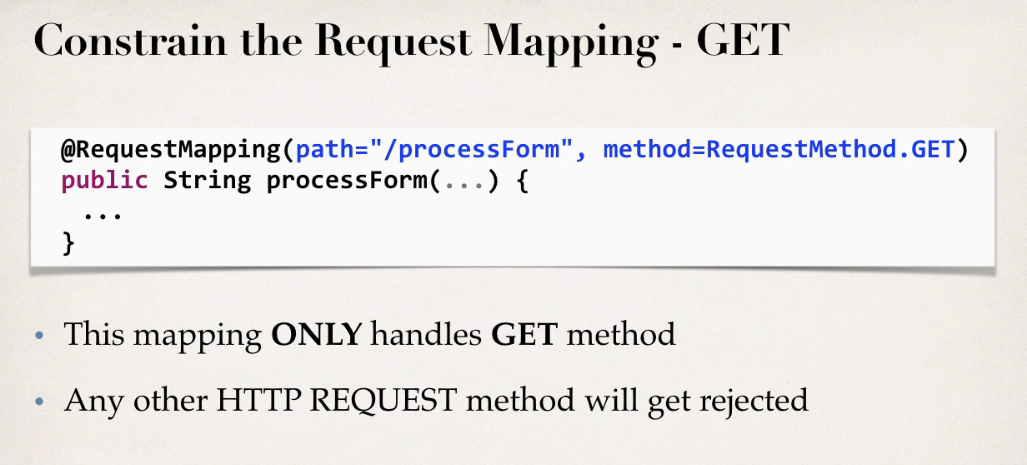 Constrain the Request Mapping - GET
@RequestMapping(path="/processForm", method=RequestMethod.GET)
public String processForm(...) {
...
}
• This mapping ONLY handles GET method
• Any other HTTP REQUEST method will get rejected